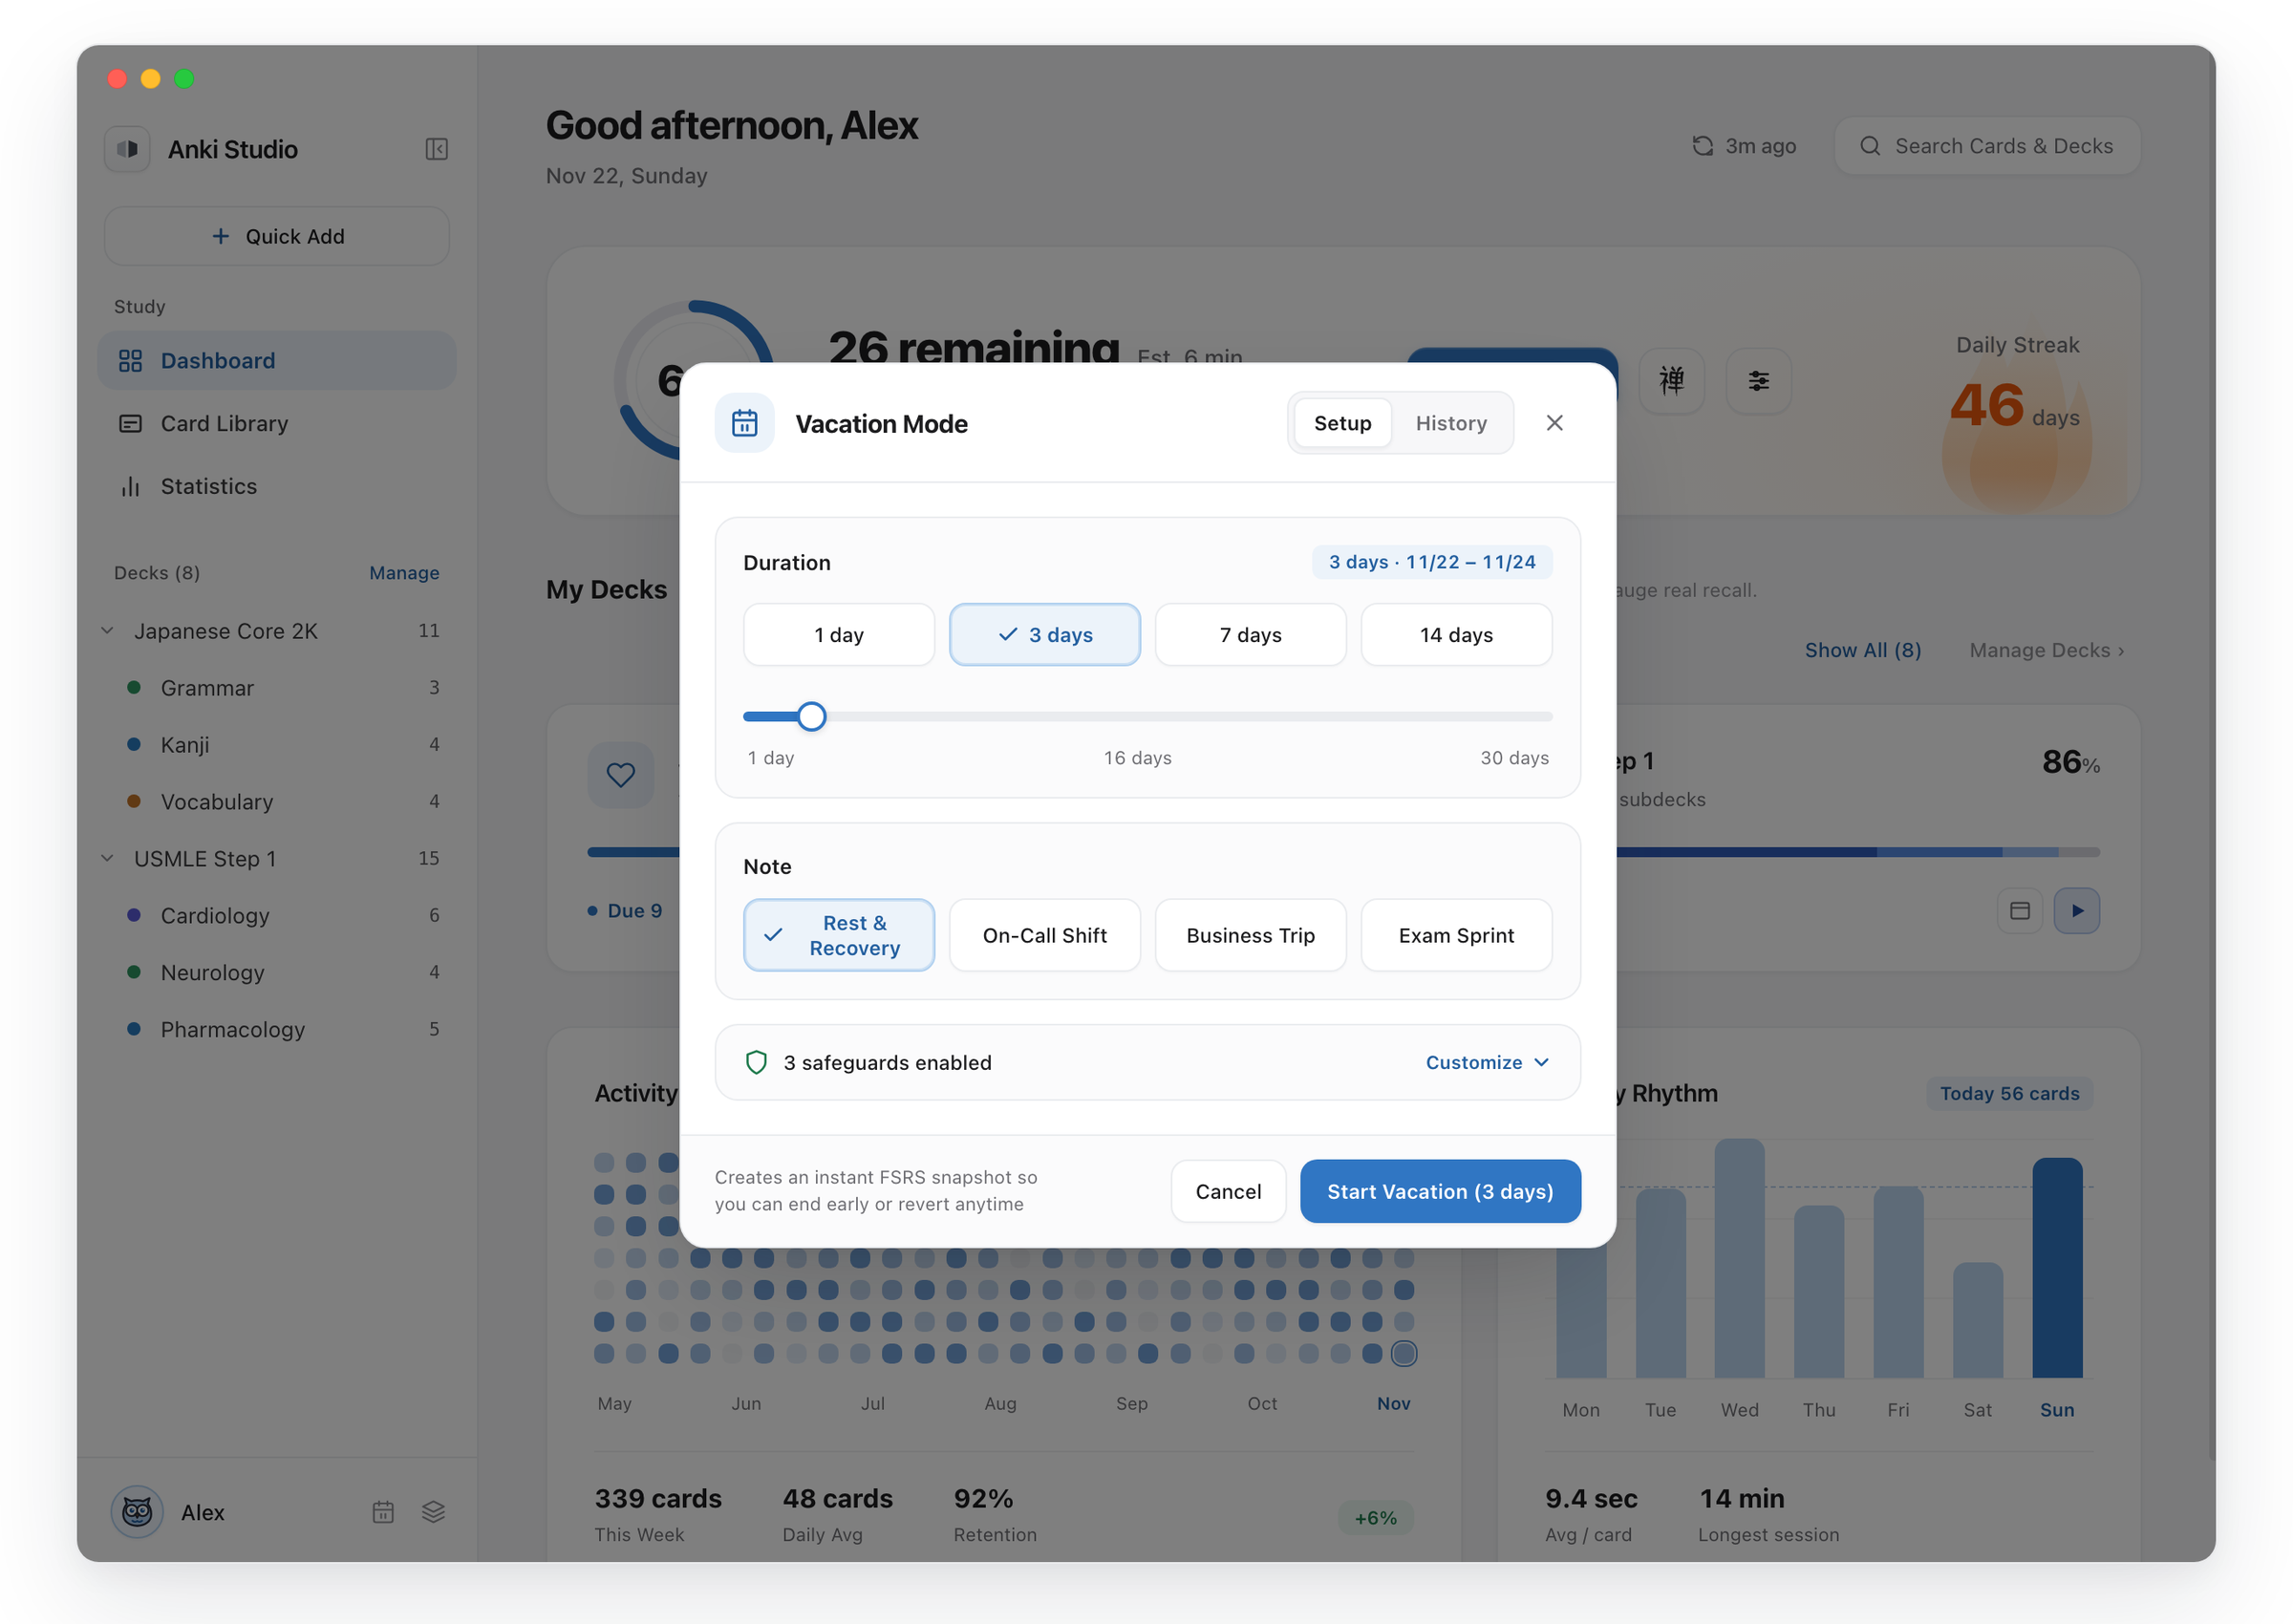 Anki Studio
Quick Add
Study
Dashboard
Card Library
Statistics
Decks (8)
Manage
Japanese Core 2K
11
Grammar
3
Kanji
4
Vocabulary
4
USMLE Step 1
15
Cardiology
6
Neurology
4
Pharmacology
5
Alex
Good afternoon, Alex
Nov 22, Sunday
3m ago
Search Cards & Decks
26 remaining
Est. 6 min
禅
Daily Streak
46 days
My Decks
real recall.
Show All (8)
Manage Decks ›
Due 9
1
86%
subdecks
Vacation Mode
Setup
History
Duration
3 days · 11/22 – 11/24
1 day
3 days
7 days
14 days
1 day
16 days
30 days
Note
Rest &
Recovery
On-Call Shift
Business Trip
Exam Sprint
3 safeguards enabled
Customize
Creates an instant FSRS snapshot so
you can end early or revert anytime
Cancel
Start Vacation (3 days)
Activity
May
Jun
Jul
Aug
Sep
Oct
Nov
339 cards
This Week
48 cards
Daily Avg
92%
Retention
+6%
Rhythm
Today 56 cards
Mon
Tue
Wed
Thu
Fri
Sat
Sun
9.4 sec
Avg / card
14 min
Longest session